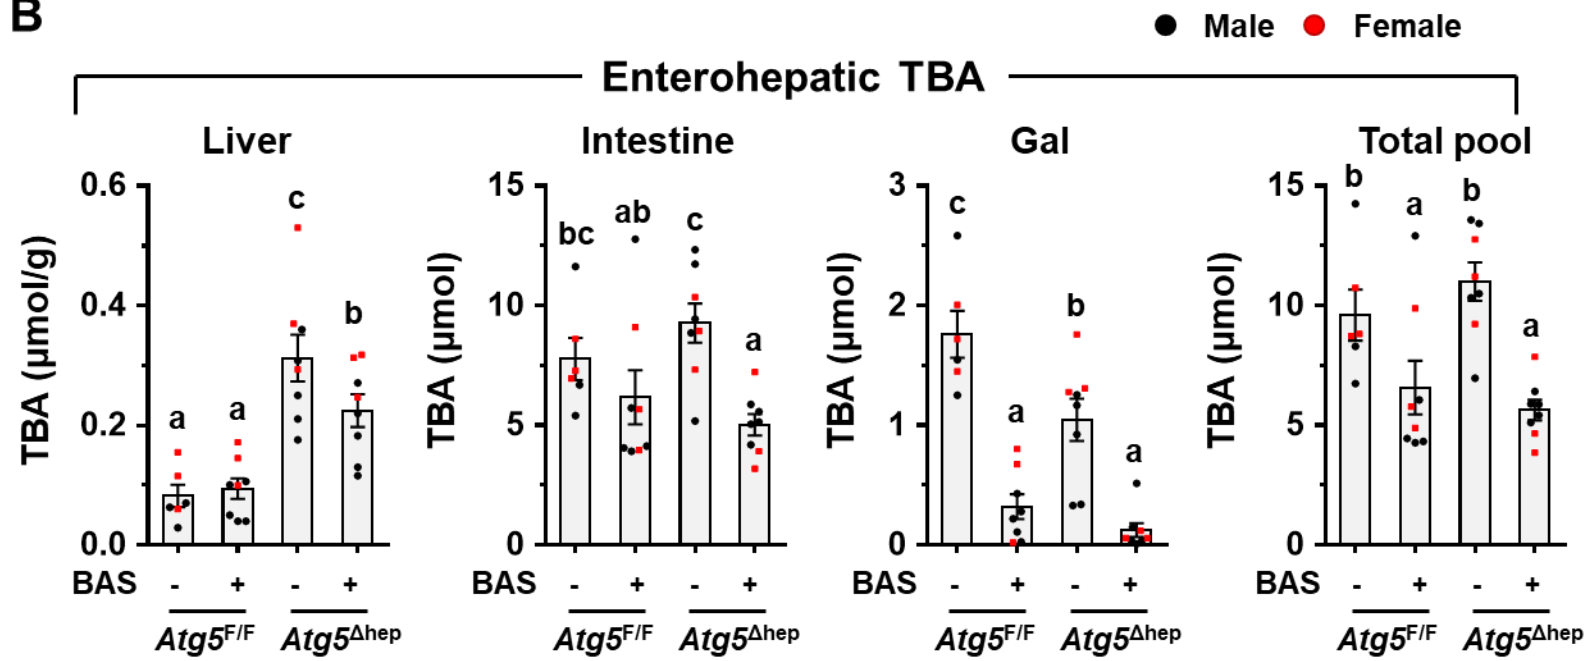 B
Male Female
Enterohepatic TBA
Liver
TBA (µmol/g)
0.6
0.4
0.2
0.0
a a c b
BAS - + - +
Atg5F/F Atg5Δhep
Intestine
TBA (µmol)
15
10
5
0
bc ab c a
BAS - + - +
Atg5F/F Atg5Δhep
Gal
TBA (µmol)
3
2
1
0
c a b a
BAS - + - +
Atg5F/F Atg5Δhep
Total pool
TBA (µmol)
15
10
5
0
b a b a
BAS - + - +
Atg5F/F Atg5Δhep